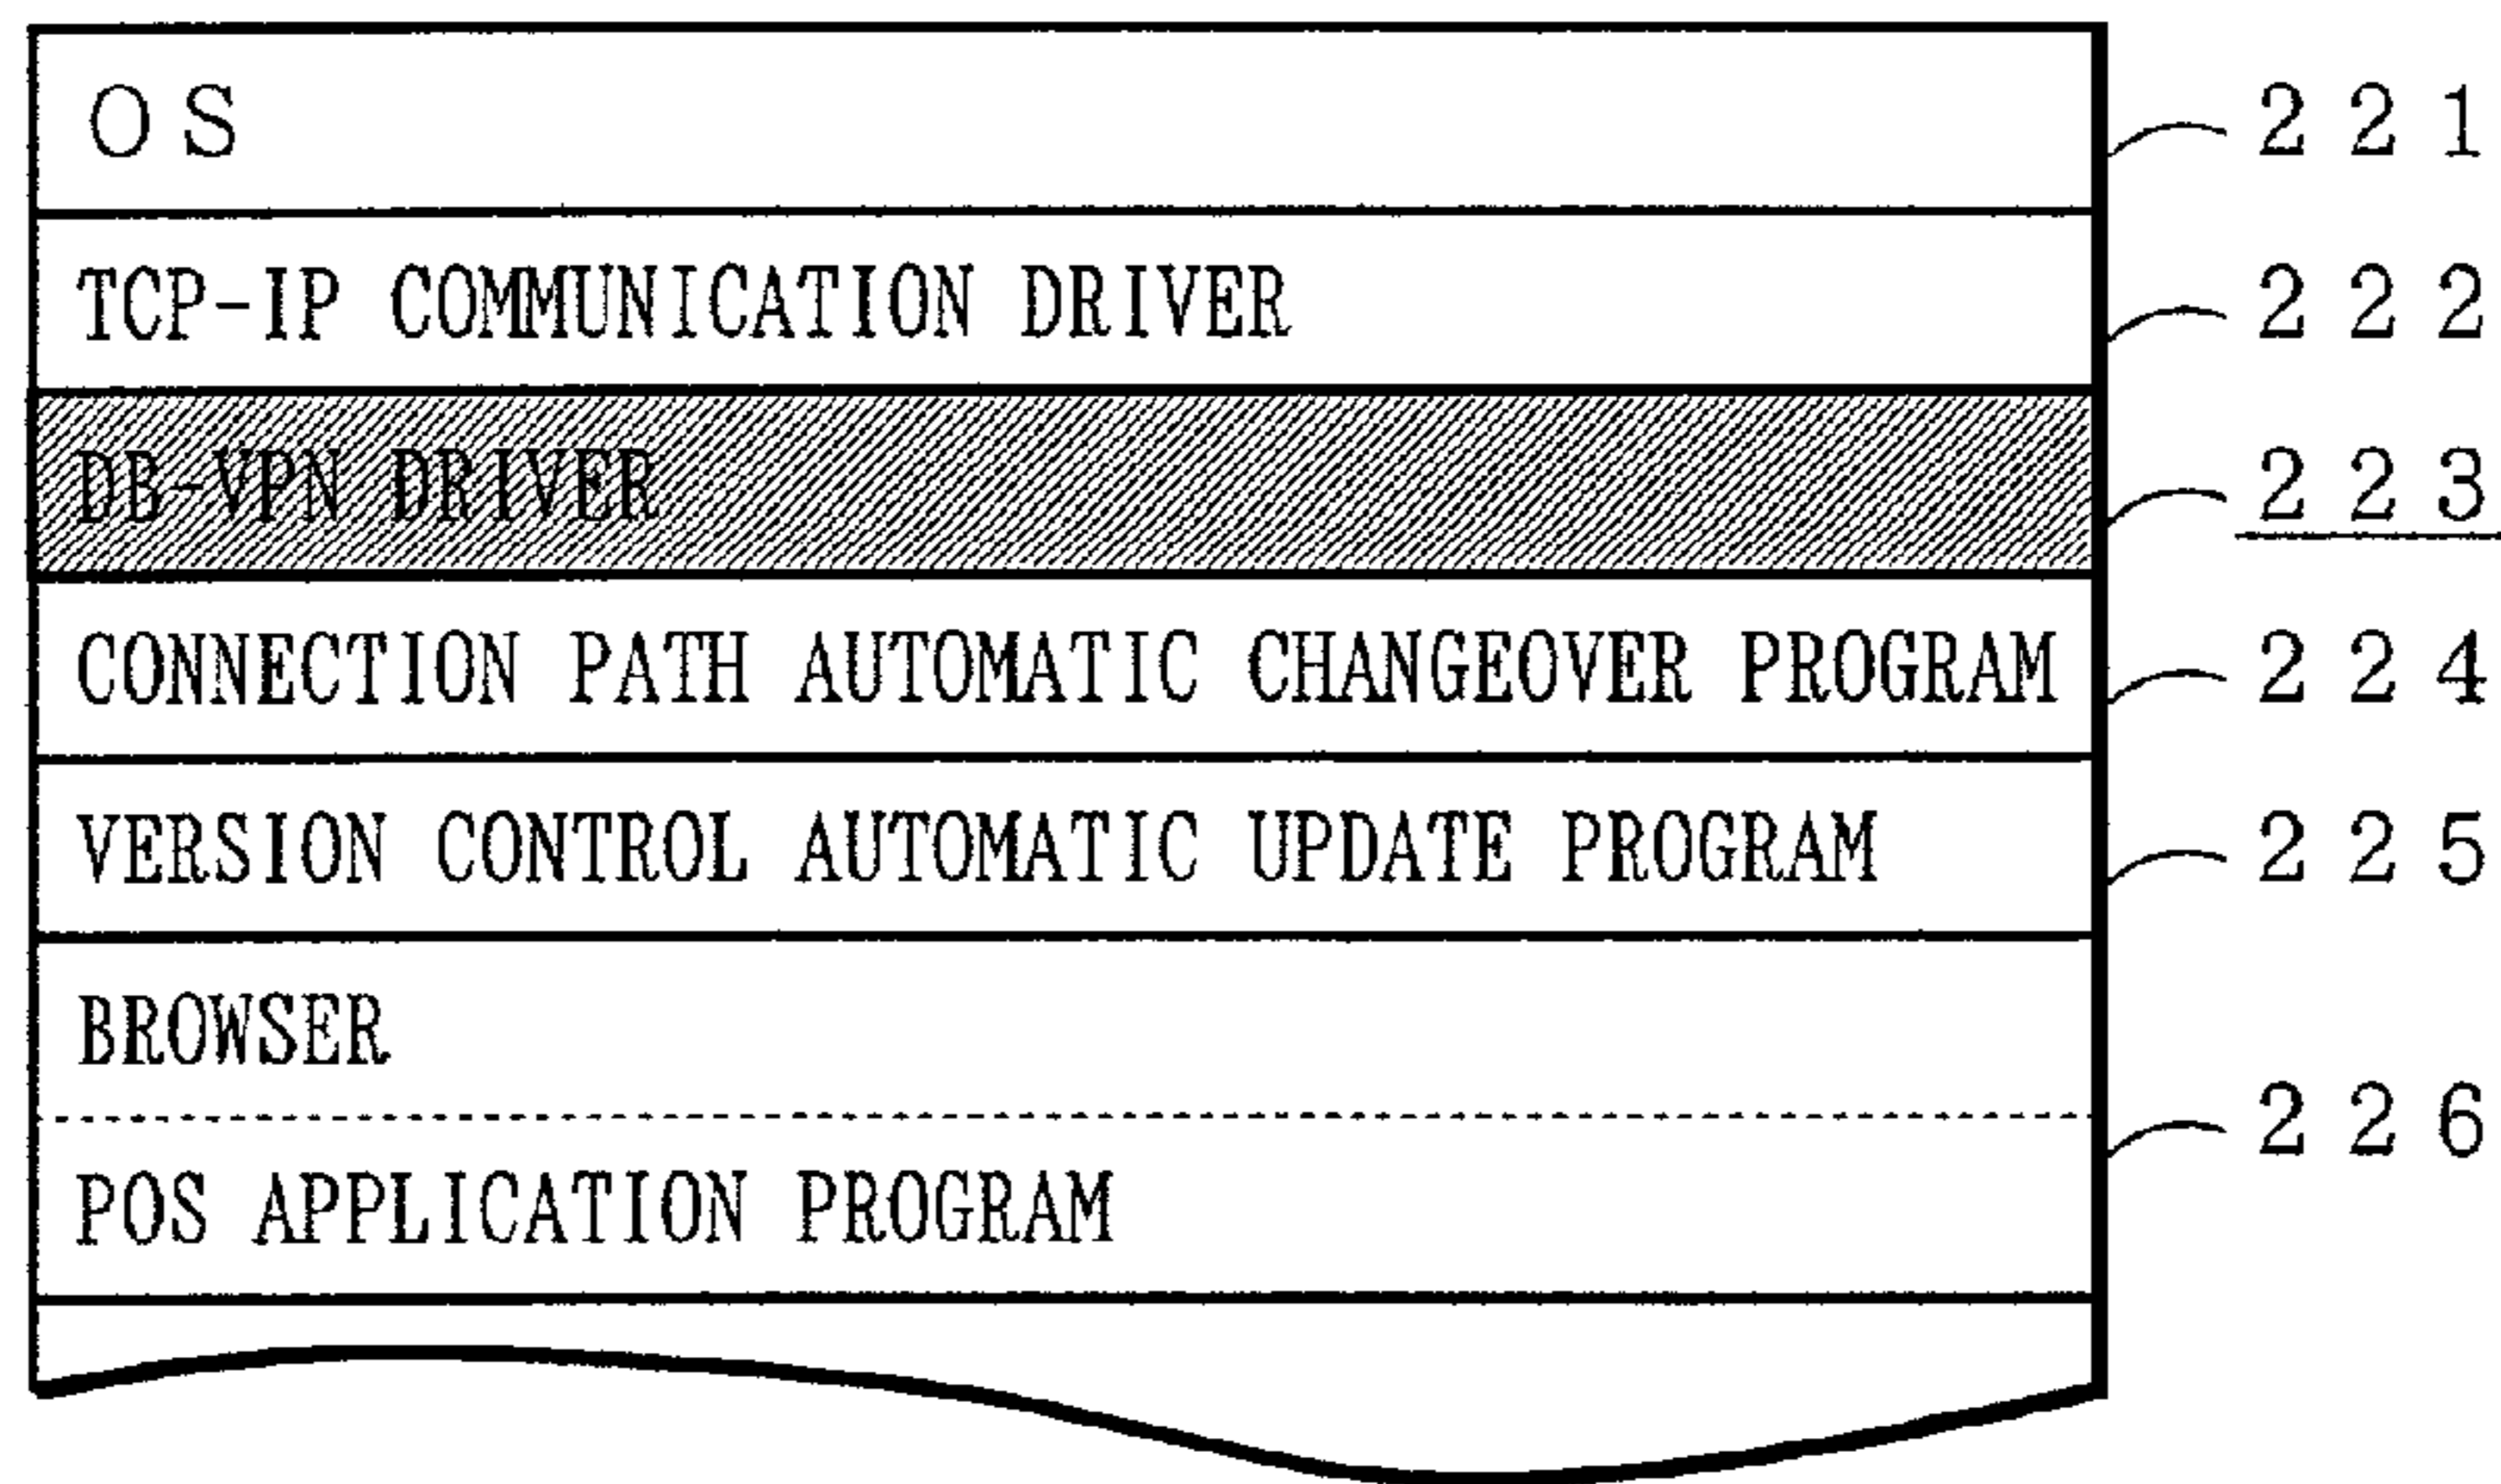 OS 221
TCP-IP COMMUNICATION DRIVER 222
DB-VPN DRIVER 223
CONNECTION PATH AUTOMATIC CHANGEOVER PROGRAM 224
VERSION CONTROL AUTOMATIC UPDATE PROGRAM 225
BROWSER
226
POS APPLICATION PROGRAM